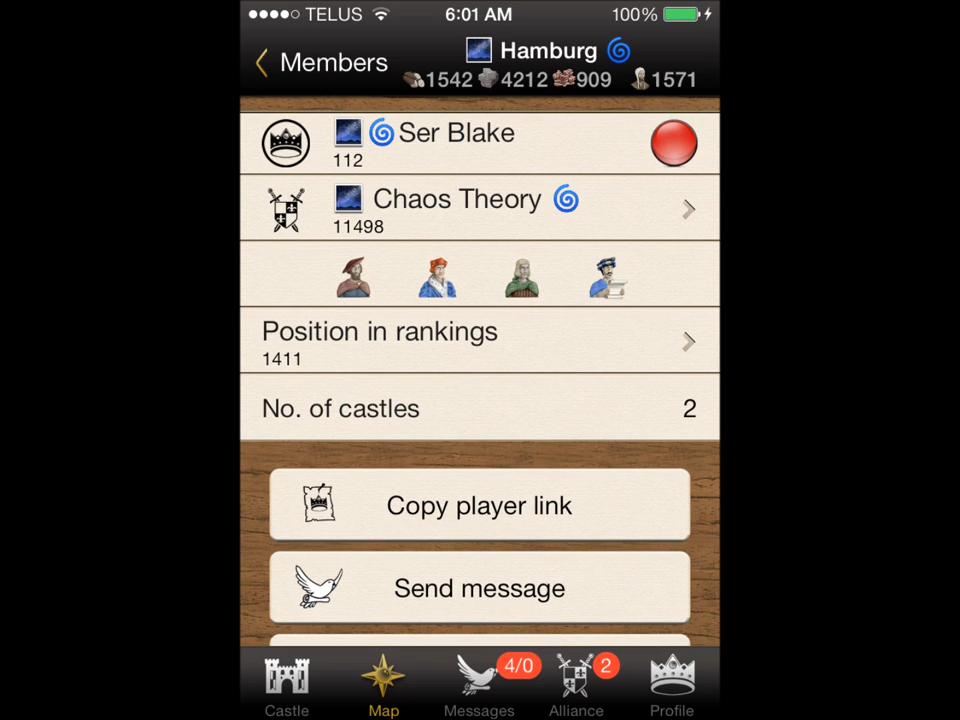 TELUS 6:01 AM 100%
Members Hamburg
1542 4212 909 1571
Ser Blake
112
Chaos Theory
11498
Position in rankings
1411
No. of castles 2
Copy player link
Send message
4/0 2
Castle Map Messages Alliance Profile